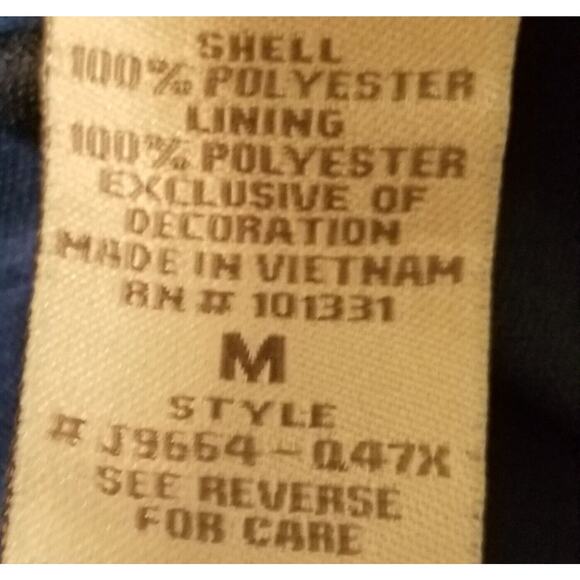 SHELL
100% POLYESTER
LINING
100% POLYESTER
EXCLUSIVE OF
DECORATION
MADE IN VIETNAM
RN # 101331
M
STYLE
# J9664-Q47X
SEE REVERSE
FOR CARE